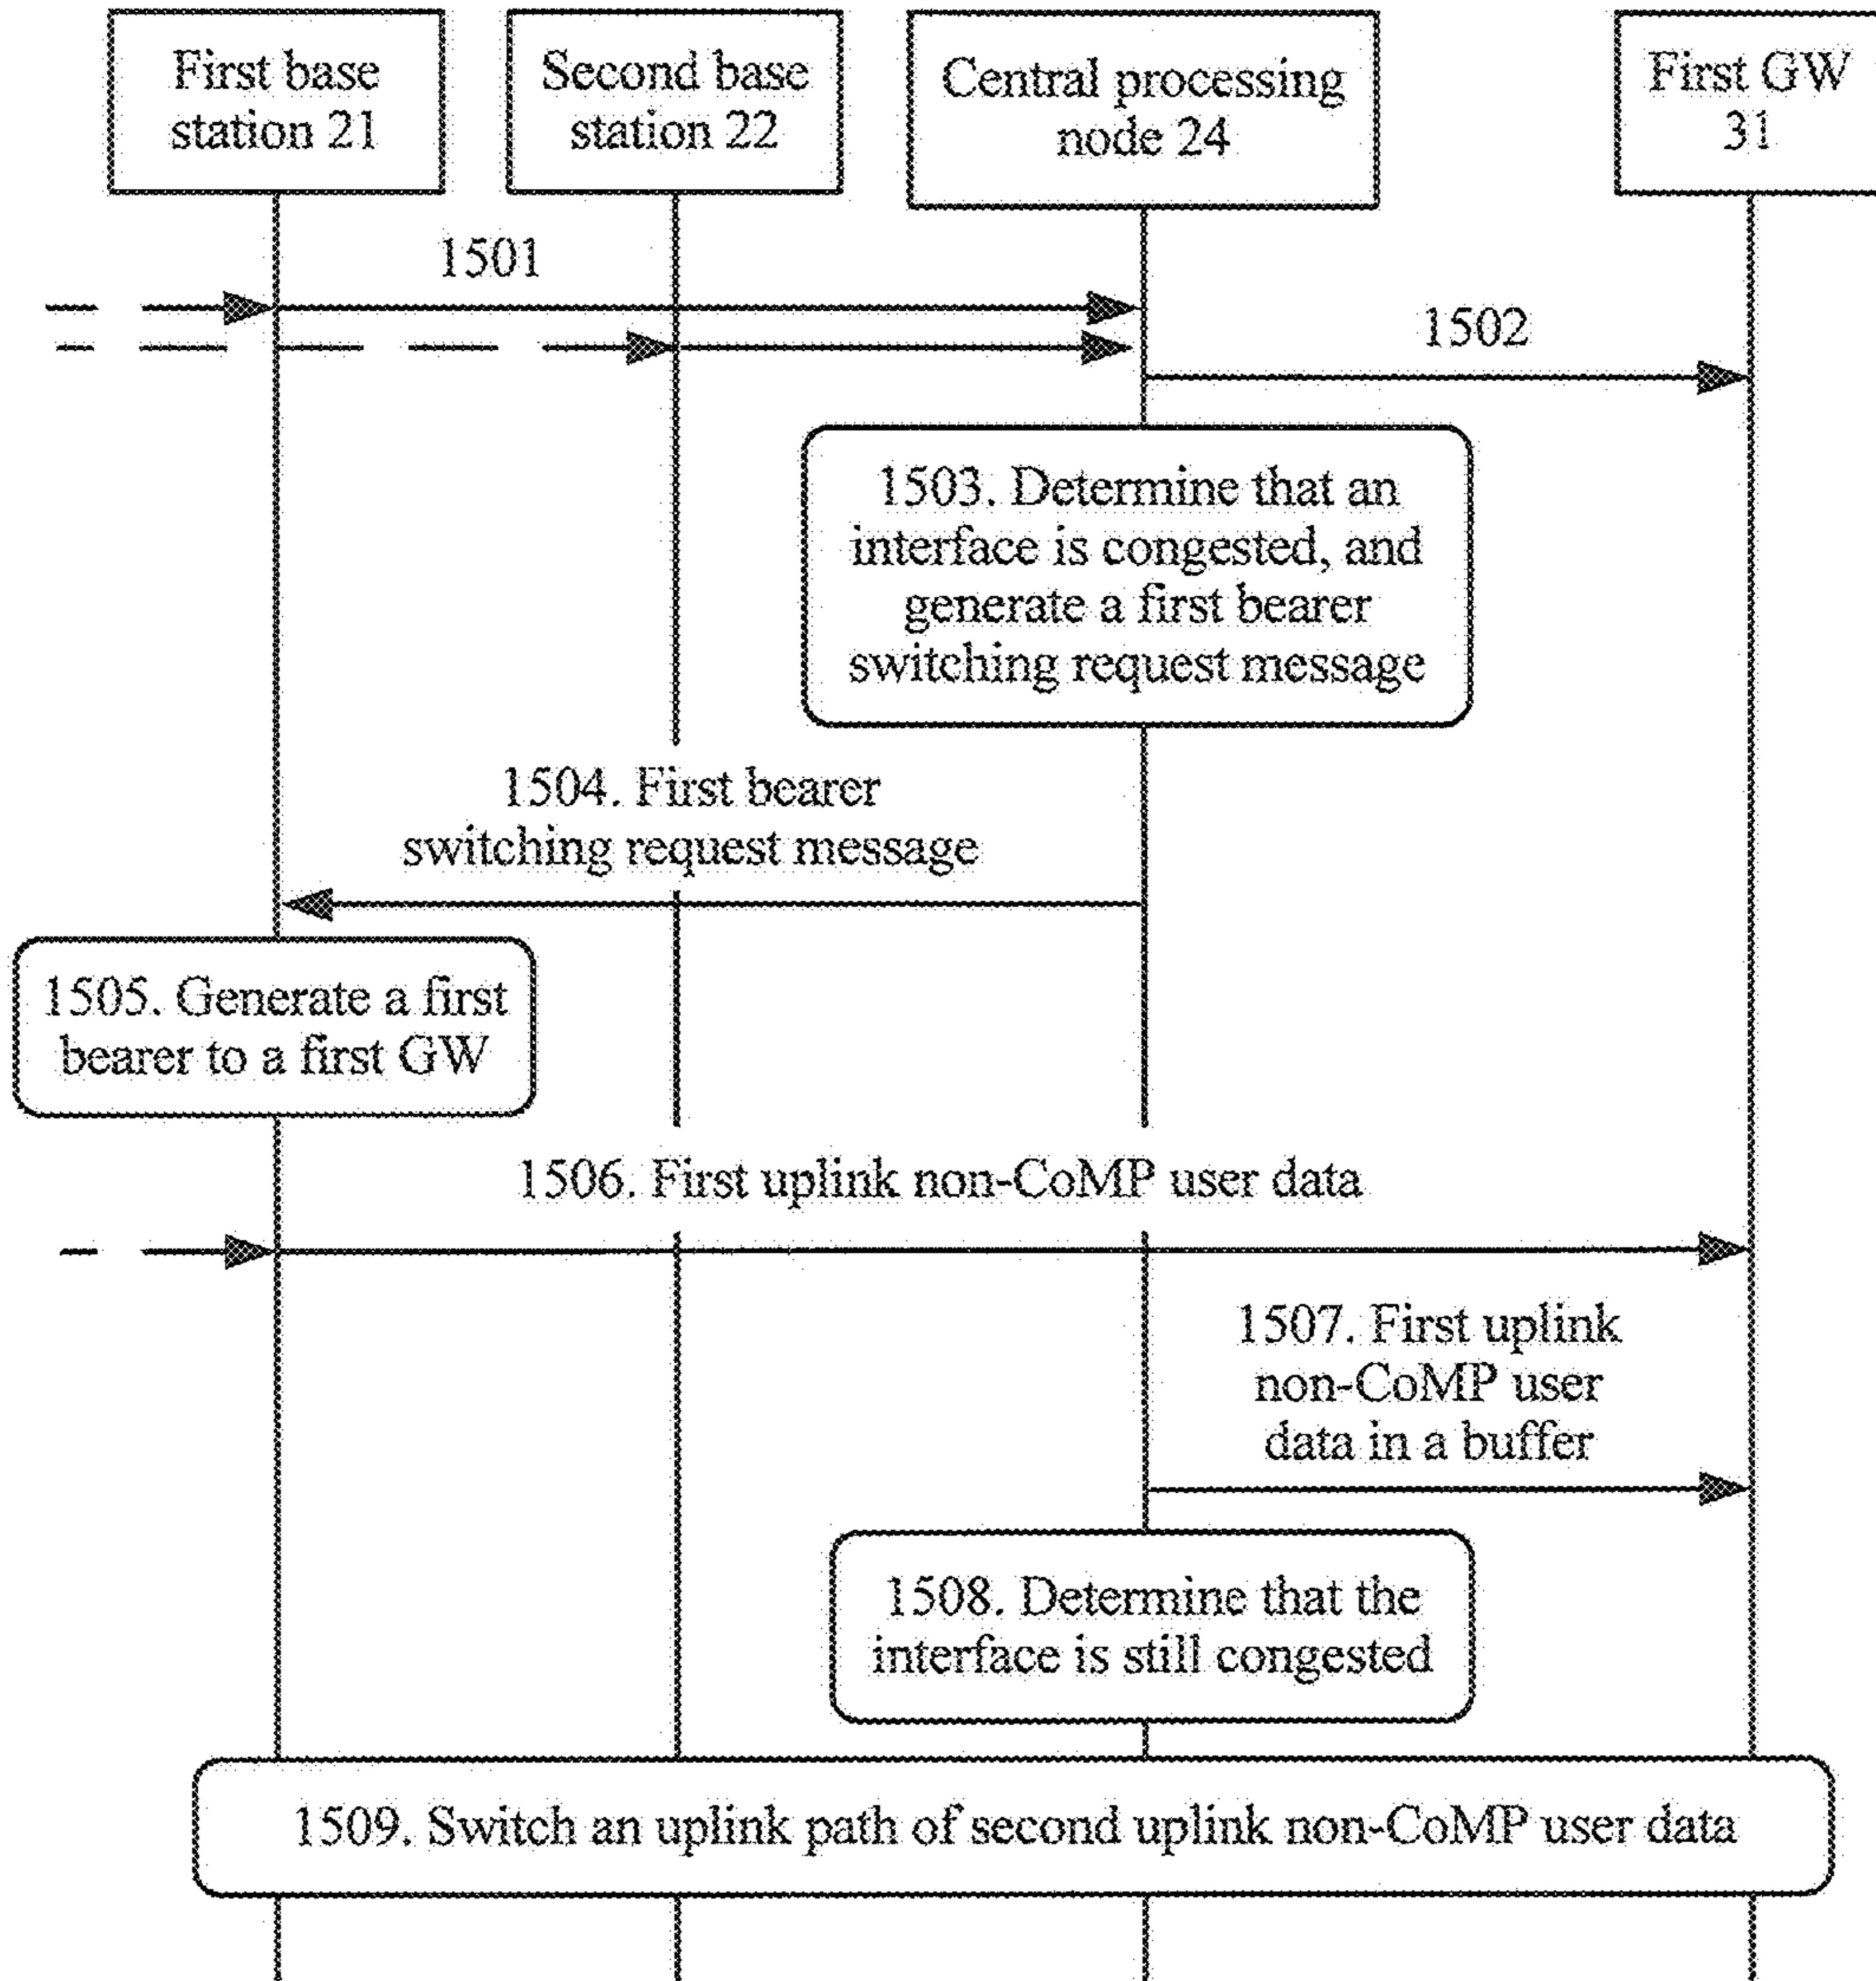 First base
station 21
Second base
station 22
Central processing
node 24
First GW
31
1501
1502
1503. Determine that an
interface is congested, and
generate a first bearer
switching request message
1504. First bearer
switching request message
1505. Generate a first
bearer to a first GW
1506. First uplink non-CoMP user data
1507. First uplink
non-CoMP user
data in a buffer
1508. Determine that the
interface is still congested
1509. Switch an uplink path of second uplink non-CoMP user data